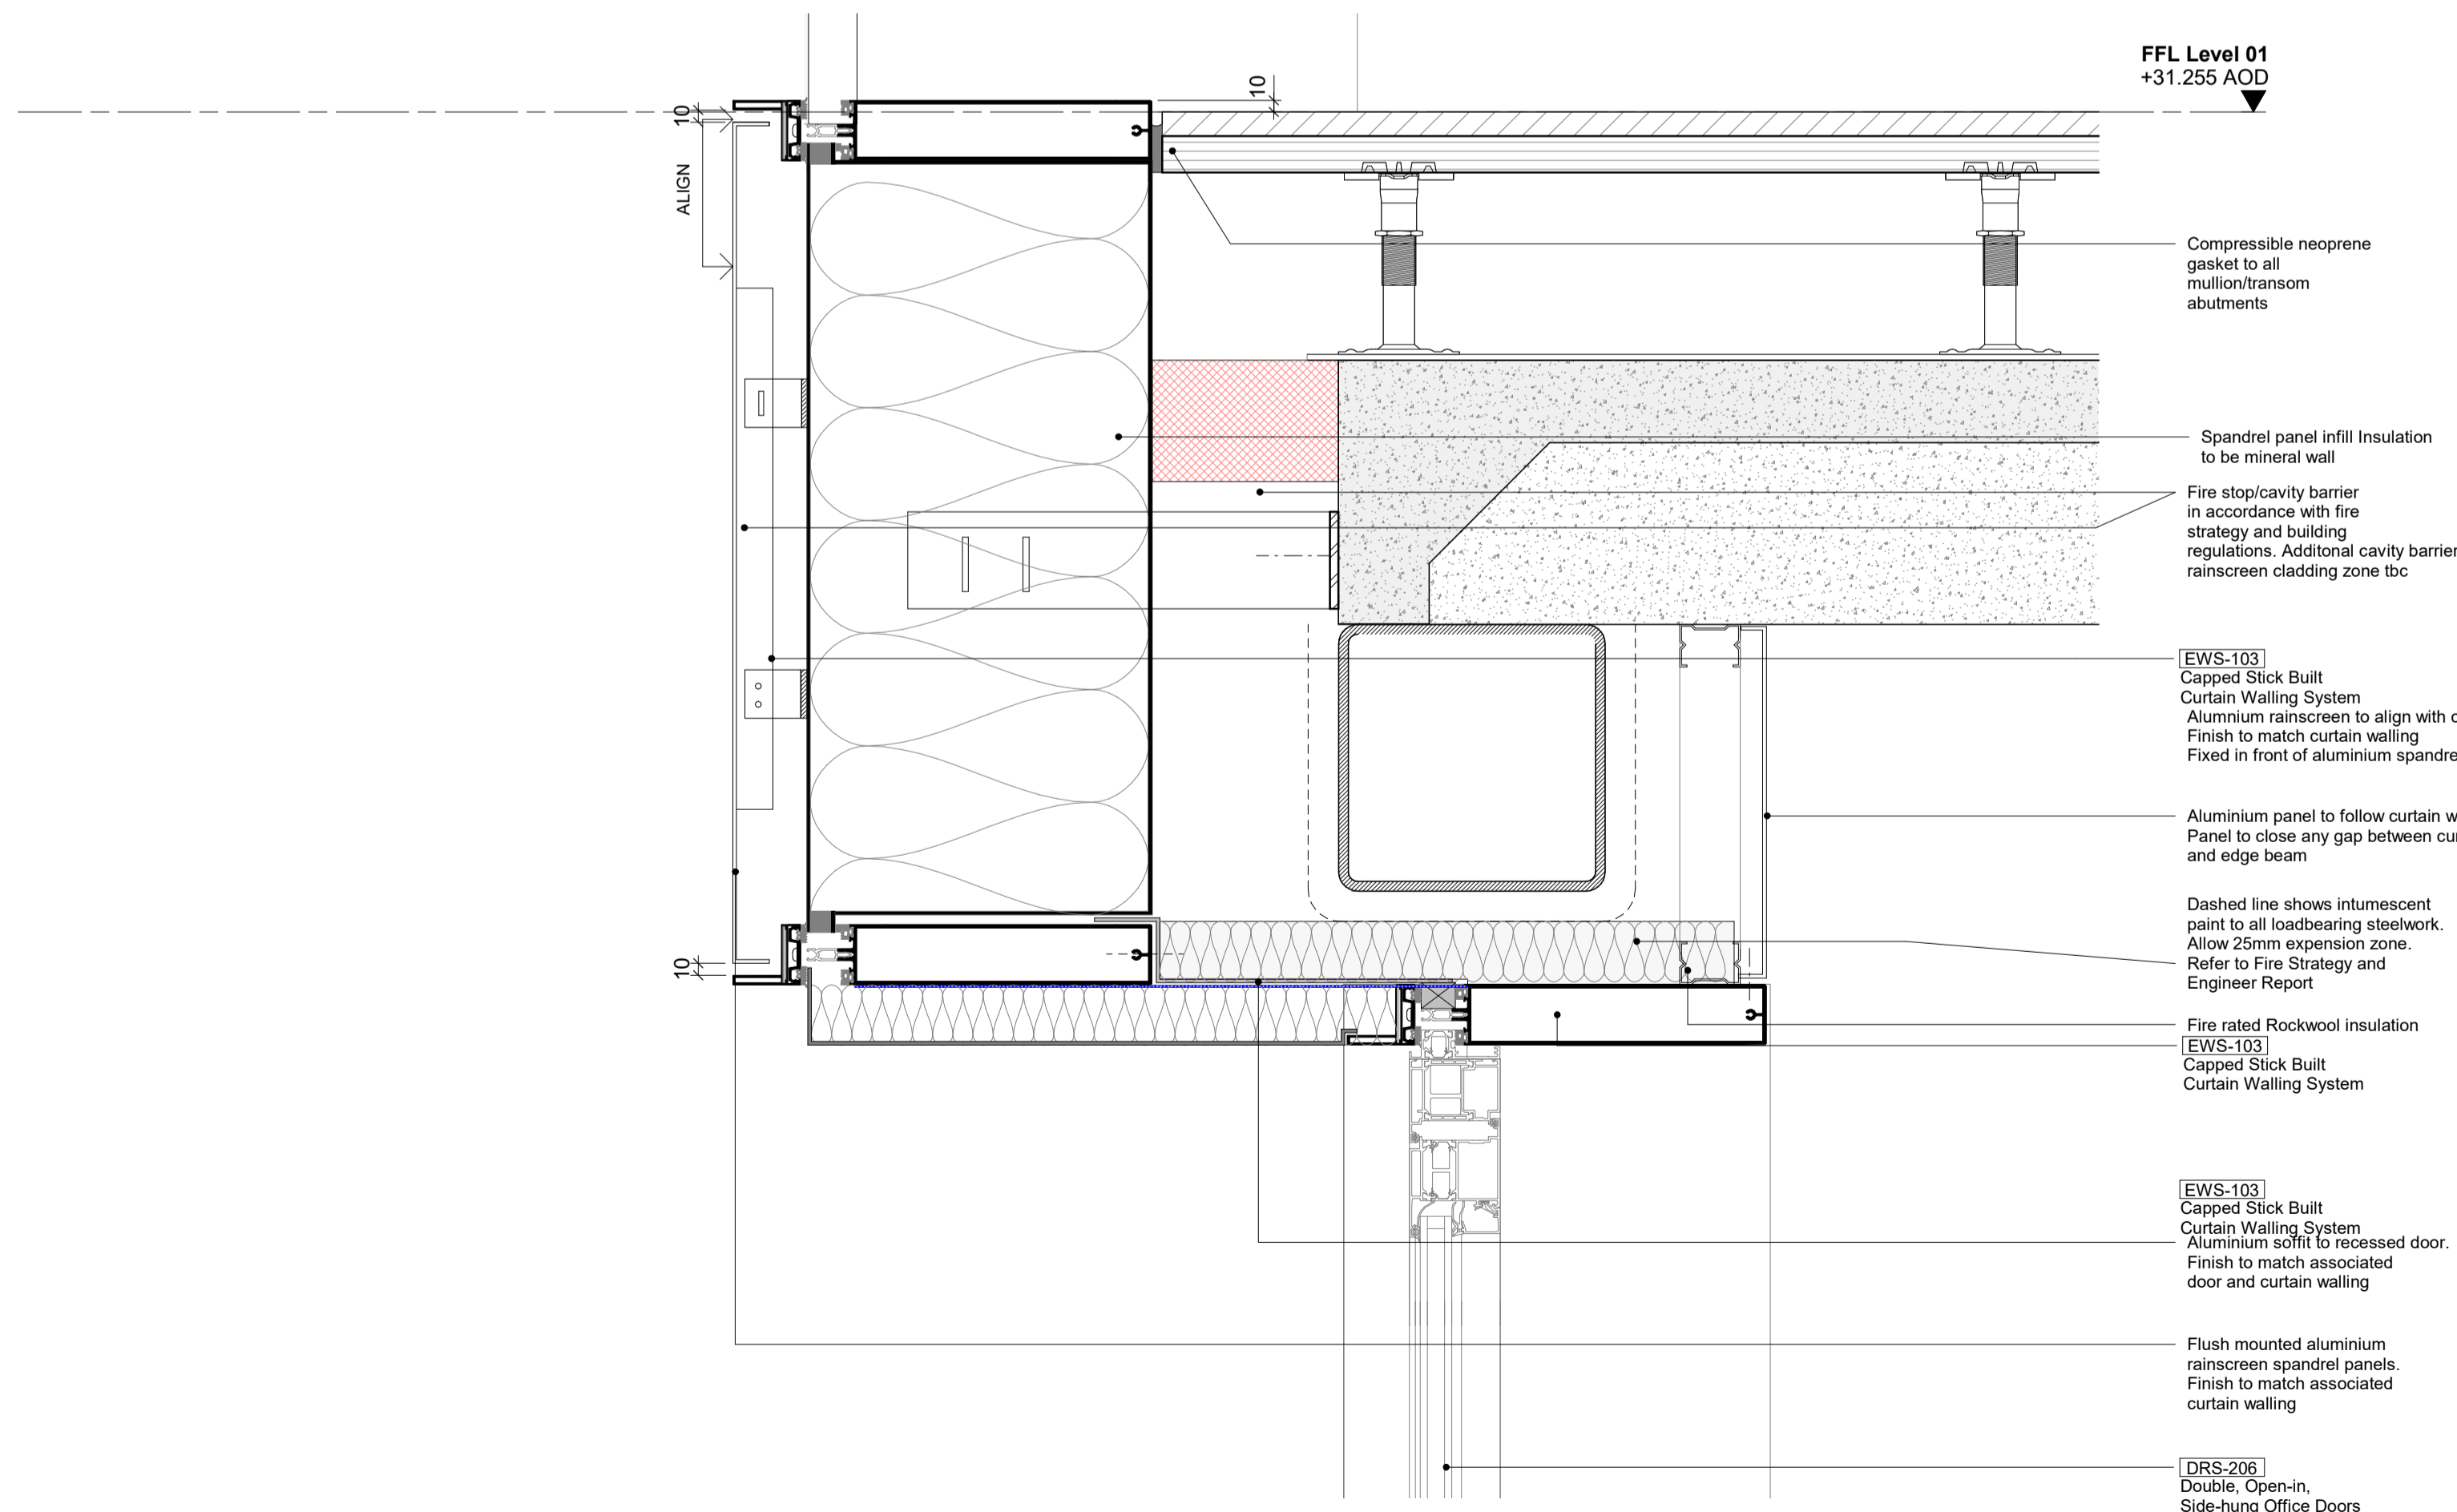 FFL Level 01
+31.255 AOD
10
10
ALIGN
Compressible neoprene
gasket to all
mullion/transom
abutments
Spandrel panel infill Insulation
to be mineral wall
Fire stop/cavity barrier
in accordance with fire
strategy and building
regulations. Additonal cavity barrier
rainscreen cladding zone tbc
EWS-103
Capped Stick Built
Curtain Walling System
Alumnium rainscreen to align with
Finish to match curtain walling
Fixed in front of aluminium spandre
Aluminium panel to follow curtain w
Panel to close any gap between cu
and edge beam
Dashed line shows intumescent
paint to all loadbearing steelwork.
Allow 25mm expension zone.
Refer to Fire Strategy and
Engineer Report
10
Fire rated Rockwool insulation
EWS-103
Capped Stick Built
Curtain Walling System
EWS-103
Capped Stick Built
Curtain Walling System
Aluminium soffit to recessed door.
Finish to match associated
door and curtain walling
Flush mounted aluminium
rainscreen spandrel panels.
Finish to match associated
curtain walling
DRS-206
Double, Open-in,
Side-hung Office Doors